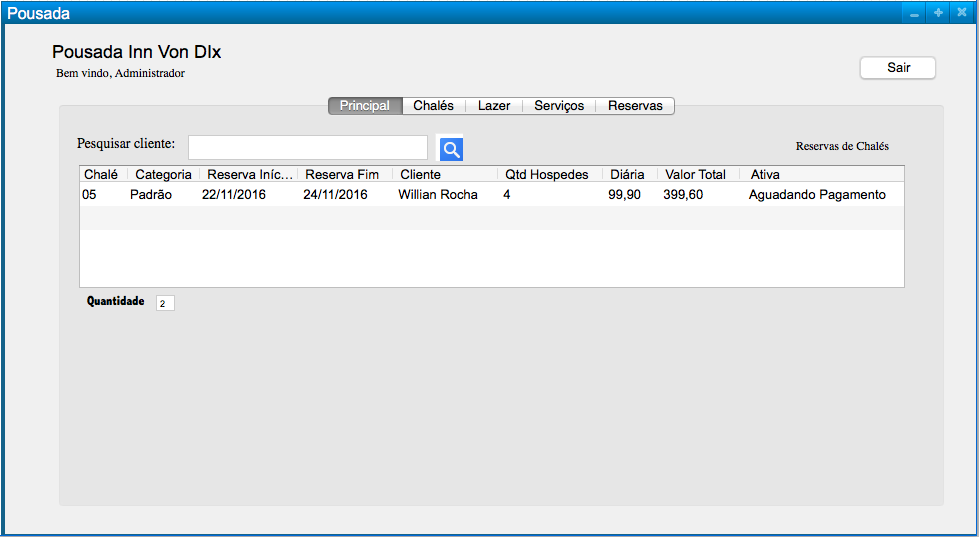 Pousada
Pousada Inn Von DIx
Bem vindo, Administrador
Sair
Principal Chalés Lazer Serviços Reservas
Pesquisar cliente:
Reservas de Chalés
Chalé Categoria Reserva Iníc... Reserva Fim Cliente Qtd Hospedes Diária Valor Total Ativa
05 Padrão 22/11/2016 24/11/2016 Willian Rocha 4 99,90 399,60 Aguadando Pagamento
Quantidade 2